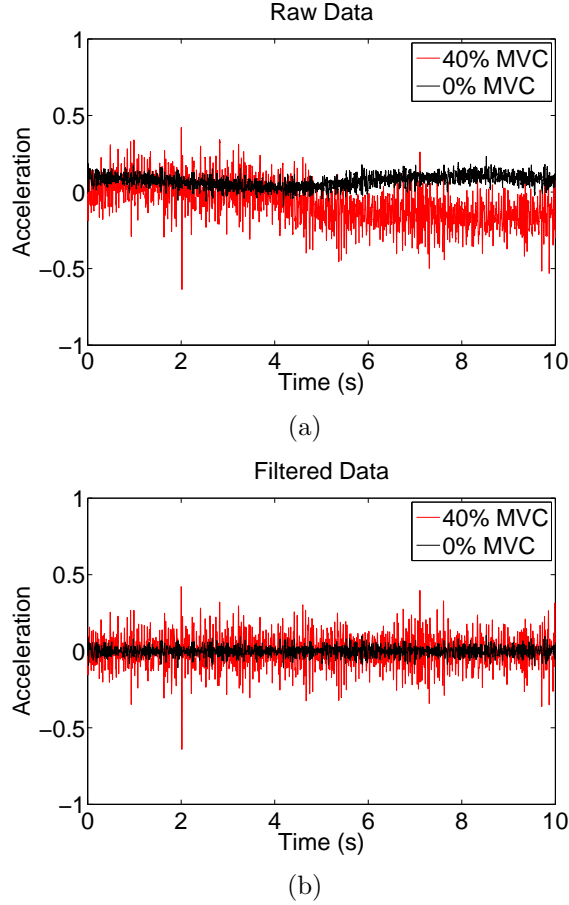 Raw Data
1
0.5
0
−0.5
−1
Acceleration
40% MVC
0% MVC
0 2 4 6 8 10
Time (s)
(a)
Filtered Data
1
0.5
0
−0.5
−1
Acceleration
40% MVC
0% MVC
0 2 4 6 8 10
Time (s)
(b)